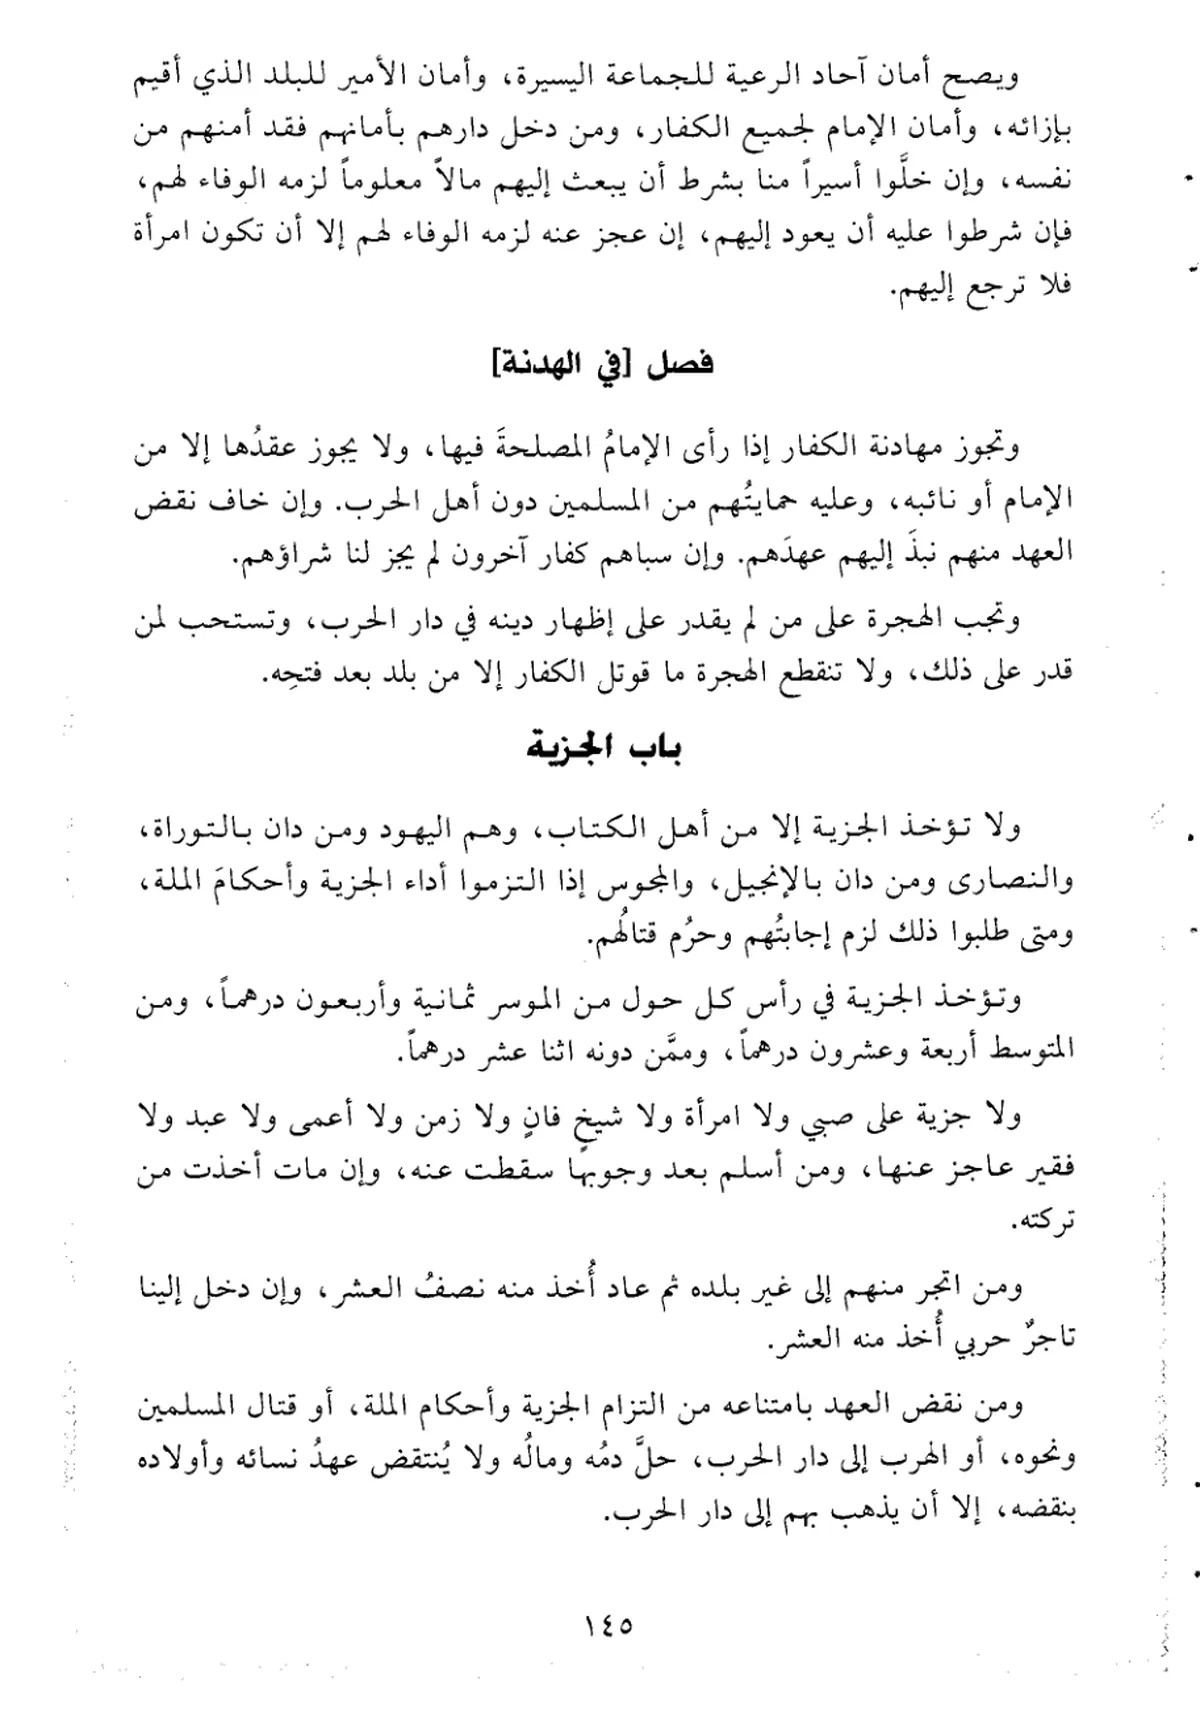 ويصح أمان آحاد الرعية للجماعة اليسيرة، وأمان الأمير للبلد الذي أقيم
بإزائه، وأمان الإمام لجميع الكفار، ومن دخل دارهم بأمانهم فقد أمنهم من
نفسه، وإن خلَّوا أسيراً منا بشرط أن يبعث إليهم مالاً معلوماً لزمه الوفاء لهم،
فإن شرطوا عليه أن يعود إليهم، إن عجز عنه لزمه الوفاء لهم إلا أن تكون امرأة
فلا ترجع إليهم.
فصل [في الهدنة]
وتجوز مهادنة الكفار إذا رأى الإمامُ المصلحةَ فيها، ولا يجوز عقدُها إلا من
الإمام أو نائبه، وعليه حمايتُهم من المسلمين دون أهل الحرب. وإن خاف نقض
العهد منهم نبذَ إليهم عهدَهم. وإن سباهم كفار آخرون لم يجز لنا شراؤهم.
وتجب الهجرة على من لم يقدر على إظهار دينه في دار الحرب، وتستحب لمن
قدر على ذلك، ولا تنقطع الهجرة ما قوتل الكفار إلا من بلد بعد فتحِه.
باب الجزية
ولا تؤخذ الجزية إلا من أهل الكتاب، وهم اليهود ومن دان بالتوراة،
والنصارى ومن دان بالإنجيل، والمجوس إذا التزموا أداء الجزية وأحكامَ الملة،
ومتى طلبوا ذلك لزم إجابتُهم وحرُم قتالُهم.
وتؤخذ الجزية في رأس كل حول من الموسر ثمانية وأربعون درهماً، ومن
المتوسط أربعة وعشرون درهماً، وممَّن دونه اثنا عشر درهماً.
ولا جزية على صبي ولا امرأة ولا شيخٍ فانٍ ولا زمن ولا أعمى ولا عبد ولا
فقير عاجز عنها، ومن أسلم بعد وجوبها سقطت عنه، وإن مات أخذت من
تركته.
ومن اتجر منهم إلى غير بلده ثم عاد أُخذ منه نصفُ العشر، وإن دخل إلينا
تاجرٌ حربي أُخذ منه العشر.
ومن نقض العهد بامتناعه من التزام الجزية وأحكام الملة، أو قتال المسلمين
ونحوه، أو الهرب إلى دار الحرب، حلَّ دمُه ومالُه ولا يُنتقض عهدُ نسائه وأولاده
بنقضه، إلا أن يذهب بهم إلى دار الحرب.
١٤٥